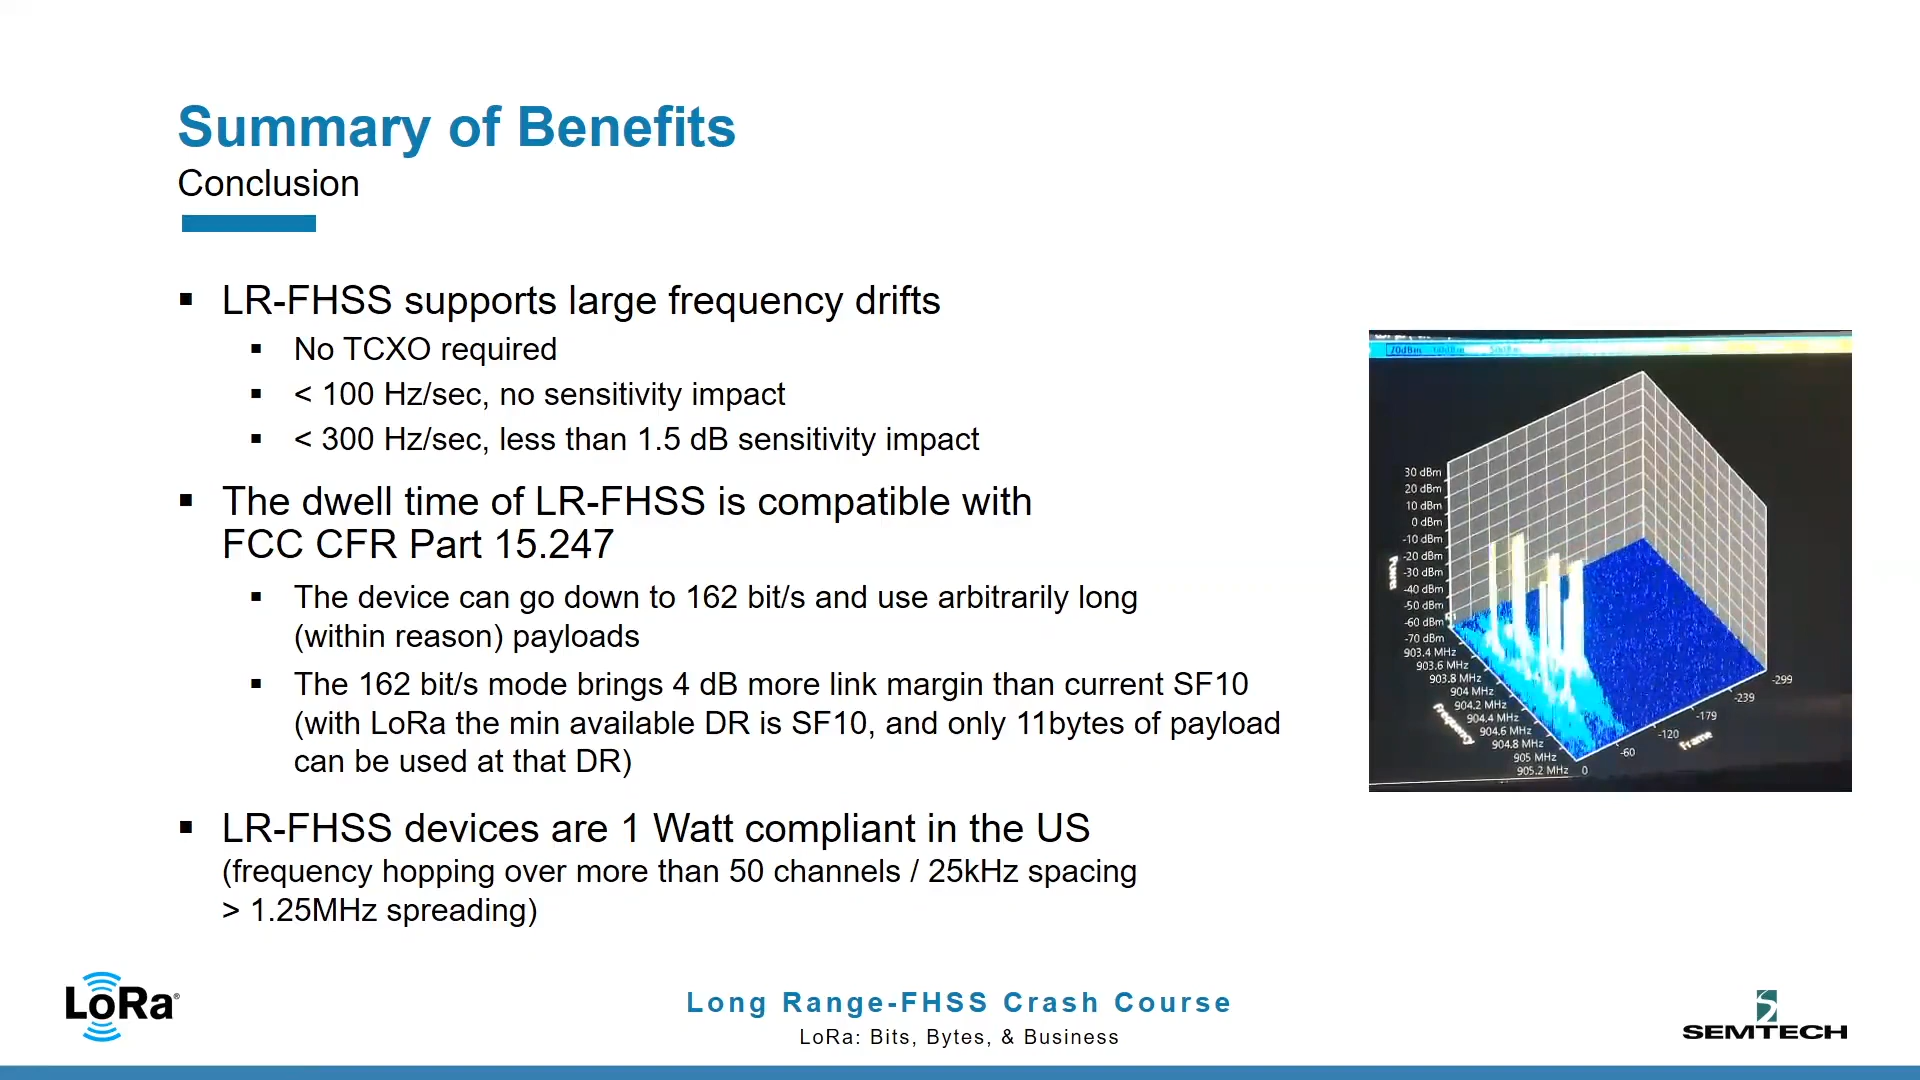 Summary of Benefits
Conclusion
▪ LR-FHSS supports large frequency drifts
▪ No TCXO required
▪ < 100 Hz/sec, no sensitivity impact
▪ < 300 Hz/sec, less than 1.5 dB sensitivity impact
▪ The dwell time of LR-FHSS is compatible with
FCC CFR Part 15.247
▪ The device can go down to 162 bit/s and use arbitrarily long
(within reason) payloads
▪ The 162 bit/s mode brings 4 dB more link margin than current SF10
(with LoRa the min available DR is SF10, and only 11bytes of payload
can be used at that DR)
▪ LR-FHSS devices are 1 Watt compliant in the US
(frequency hopping over more than 50 channels / 25kHz spacing
> 1.25MHz spreading)
30 dBm
20 dBm
10 dBm
0 dBm
-10 dBm
-20 dBm
-30 dBm
-40 dBm
-50 dBm
-60 dBm
-70 dBm
Power
903.4 MHz
903.6 MHz
903.8 MHz
904 MHz
904.2 MHz
904.4 MHz
904.6 MHz
904.8 MHz
905 MHz
905.2 MHz
Frequency
0
-60
-120
-179
-239
-299
Frame
LoRa®
Long Range-FHSS Crash Course
LoRa: Bits, Bytes, & Business
SEMTECH